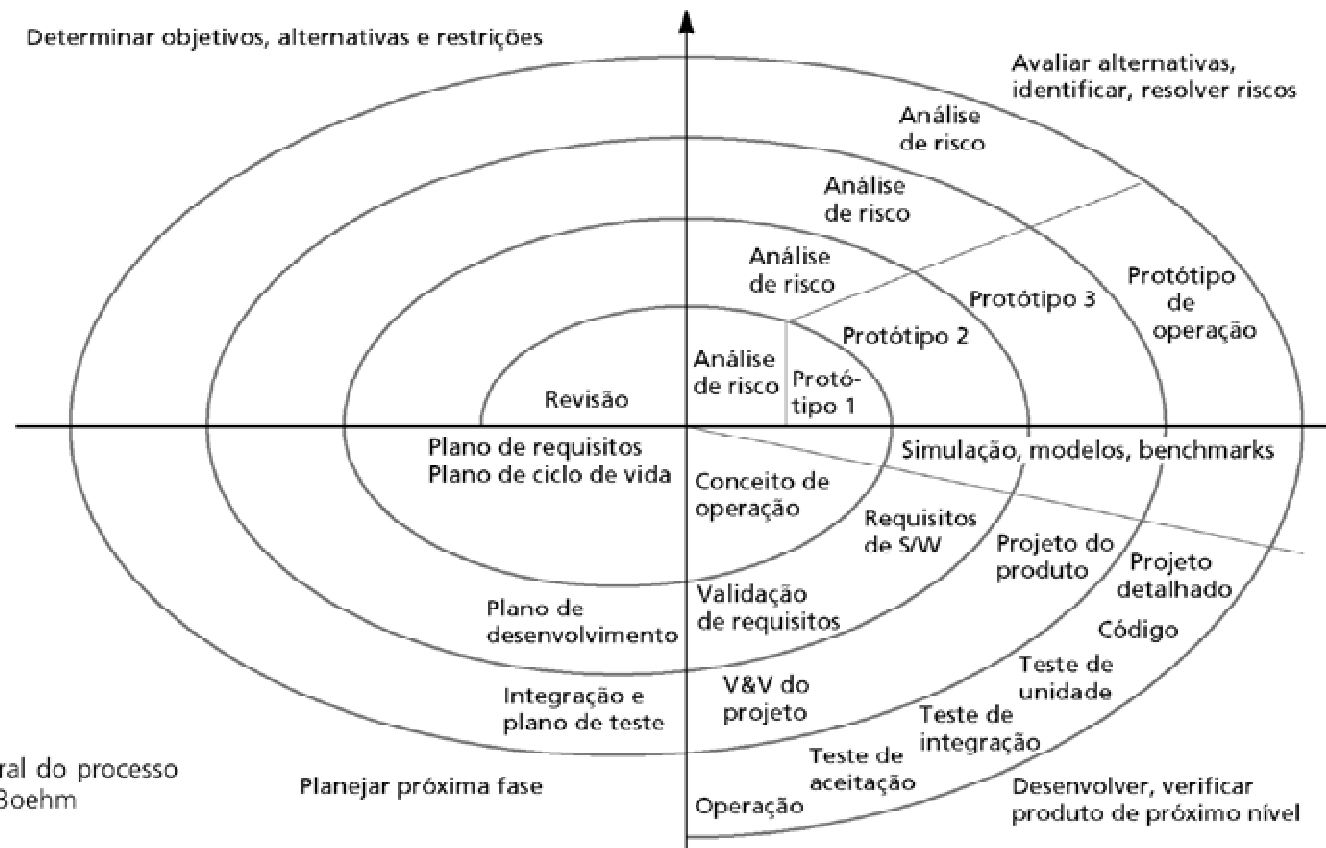 Determinar objetivos, alternativas e restrições
Avaliar alternativas,
identificar, resolver riscos
Análise
de risco
Análise
de risco
Análise
de risco
Análise
de risco
Protó-
tipo 1
Protótipo 2
Protótipo 3
Protótipo
de
operação
Revisão
Plano de requisitos
Plano de ciclo de vida
Simulação, modelos, benchmarks
Conceito de
operação
Requisitos
de S/W
Projeto do
produto
Projeto
detalhado
Plano de
desenvolvimento
Validação
de requisitos
Código
Teste de
unidade
Integração e
plano de teste
V&V do
projeto
Teste de
integração
Teste de
aceitação
Operação
ral do processo
Boehm
Planejar próxima fase
Desenvolver, verificar
produto de próximo nível